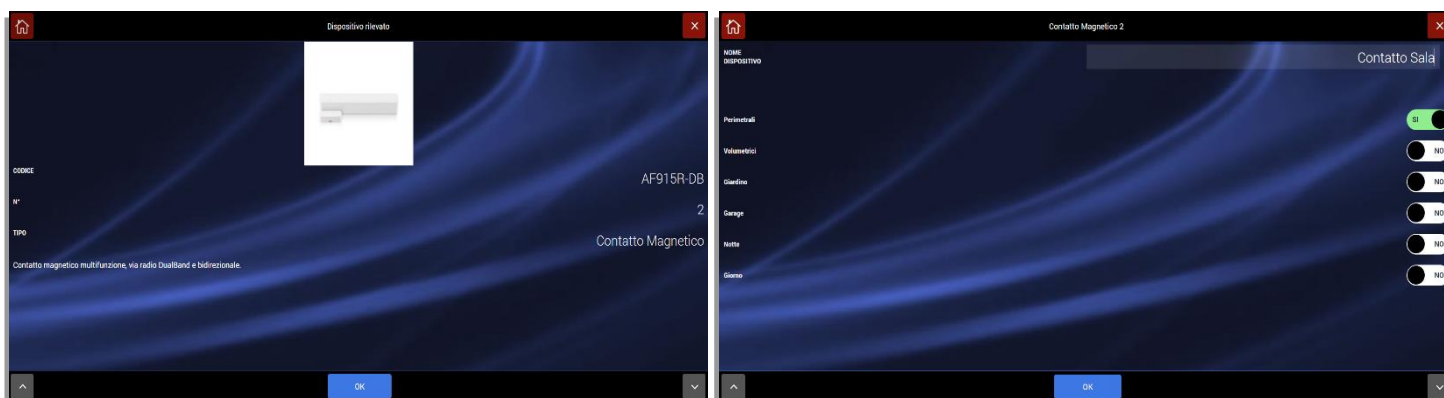 Dispositivo rilevato
CODICE
AF915R-DB
N°
2
TIPO
Contatto Magnetico
Contatto magnetico multifunzione, via radio DualBand e bidirezionale.
OK
Contatto Magnetico 2
NOME
DISPOSITIVO
Contatto Sala
Perimetrali
SI
Volumetrici
NO
Giardino
NO
Garage
NO
Notte
NO
Giorno
NO
OK